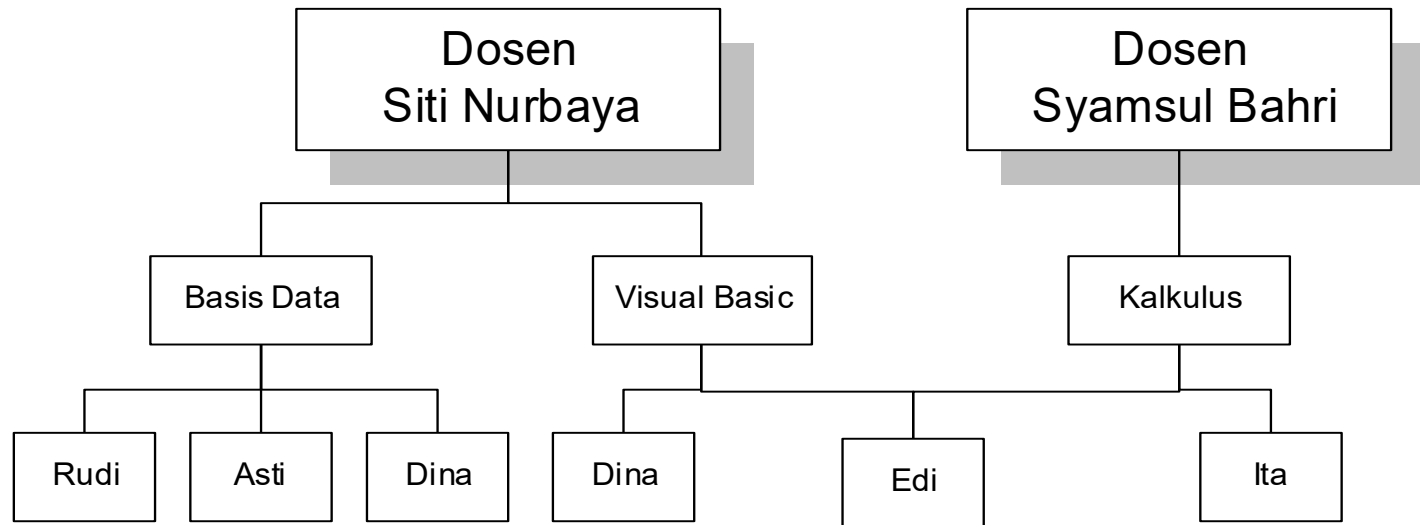 Dosen
Siti Nurbaya
Dosen
Syamsul Bahri
Basis Data
Visual Basic
Kalkulus
Rudi
Asti
Dina
Dina
Edi
Ita